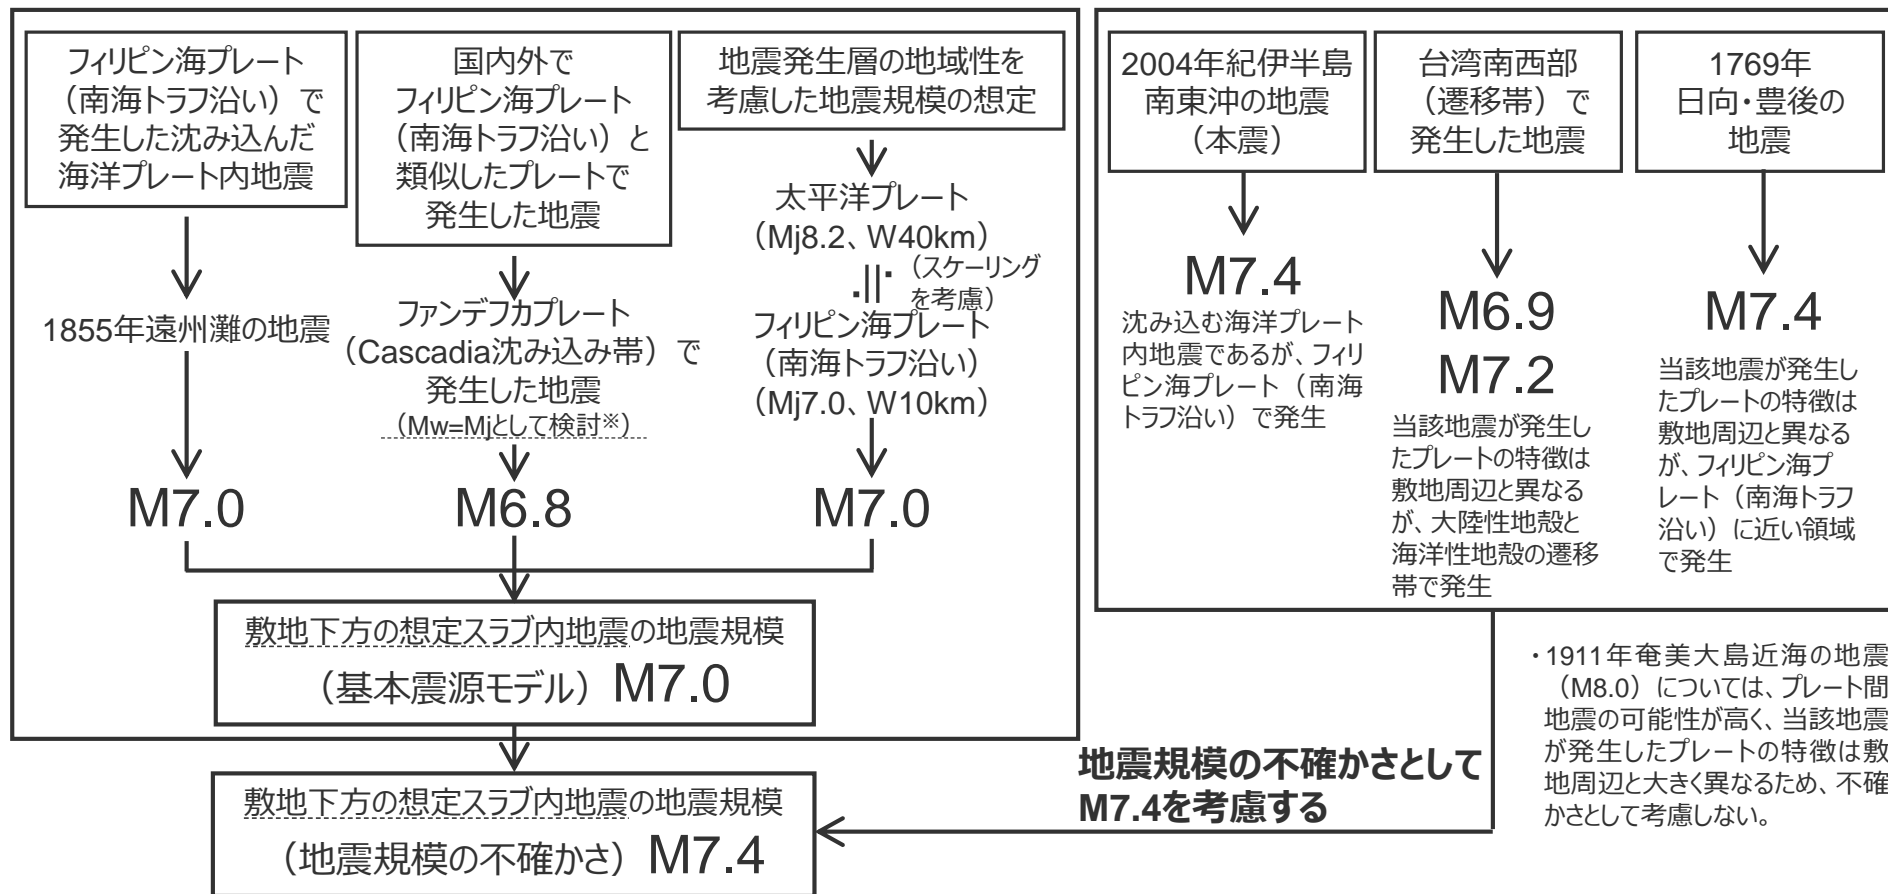 フィリピン海プレート
（南海トラフ沿い）で
発生した沈み込んだ
海洋プレート内地震
1855年遠州灘の地震
M7.0
国内外で
フィリピン海プレート
（南海トラフ沿い）と
類似したプレートで
発生した地震
ファンデフカプレート
（Cascadia沈み込み帯）で
発生した地震
（Mw=Mjとして検討※）
M6.8
地震発生層の地域性を
考慮した地震規模の想定
太平洋プレート
（Mj8.2、W40km）
（スケーリング
を考慮）
フィリピン海プレート
（南海トラフ沿い）
（Mj7.0、W10km）
M7.0
敷地下方の想定スラブ内地震の地震規模
（基本震源モデル）M7.0
敷地下方の想定スラブ内地震の地震規模
（地震規模の不確かさ）M7.4
2004年紀伊半島
南東沖の地震
（本震）
M7.4
沈み込む海洋プレート
内地震であるが、フィリ
ピン海プレート（南海
トラフ沿い）で発生
台湾南西部
（遷移帯）で
発生した地震
M6.9
M7.2
当該地震が発生し
たプレートの特徴は
敷地周辺と異なる
が、大陸性地殻と
海洋性地殻の遷移
帯で発生
1769年
日向・豊後の
地震
M7.4
当該地震が発生し
たプレートの特徴は
敷地周辺と異なる
が、フィリピン海プ
レート（南海トラフ
沿い）に近い領域
で発生
地震規模の不確かさとして
M7.4を考慮する
・1911年奄美大島近海の地震
（M8.0）については、プレート間
地震の可能性が高く、当該地震
が発生したプレートの特徴は敷
地周辺と大きく異なるため、不確
かさとして考慮しない。